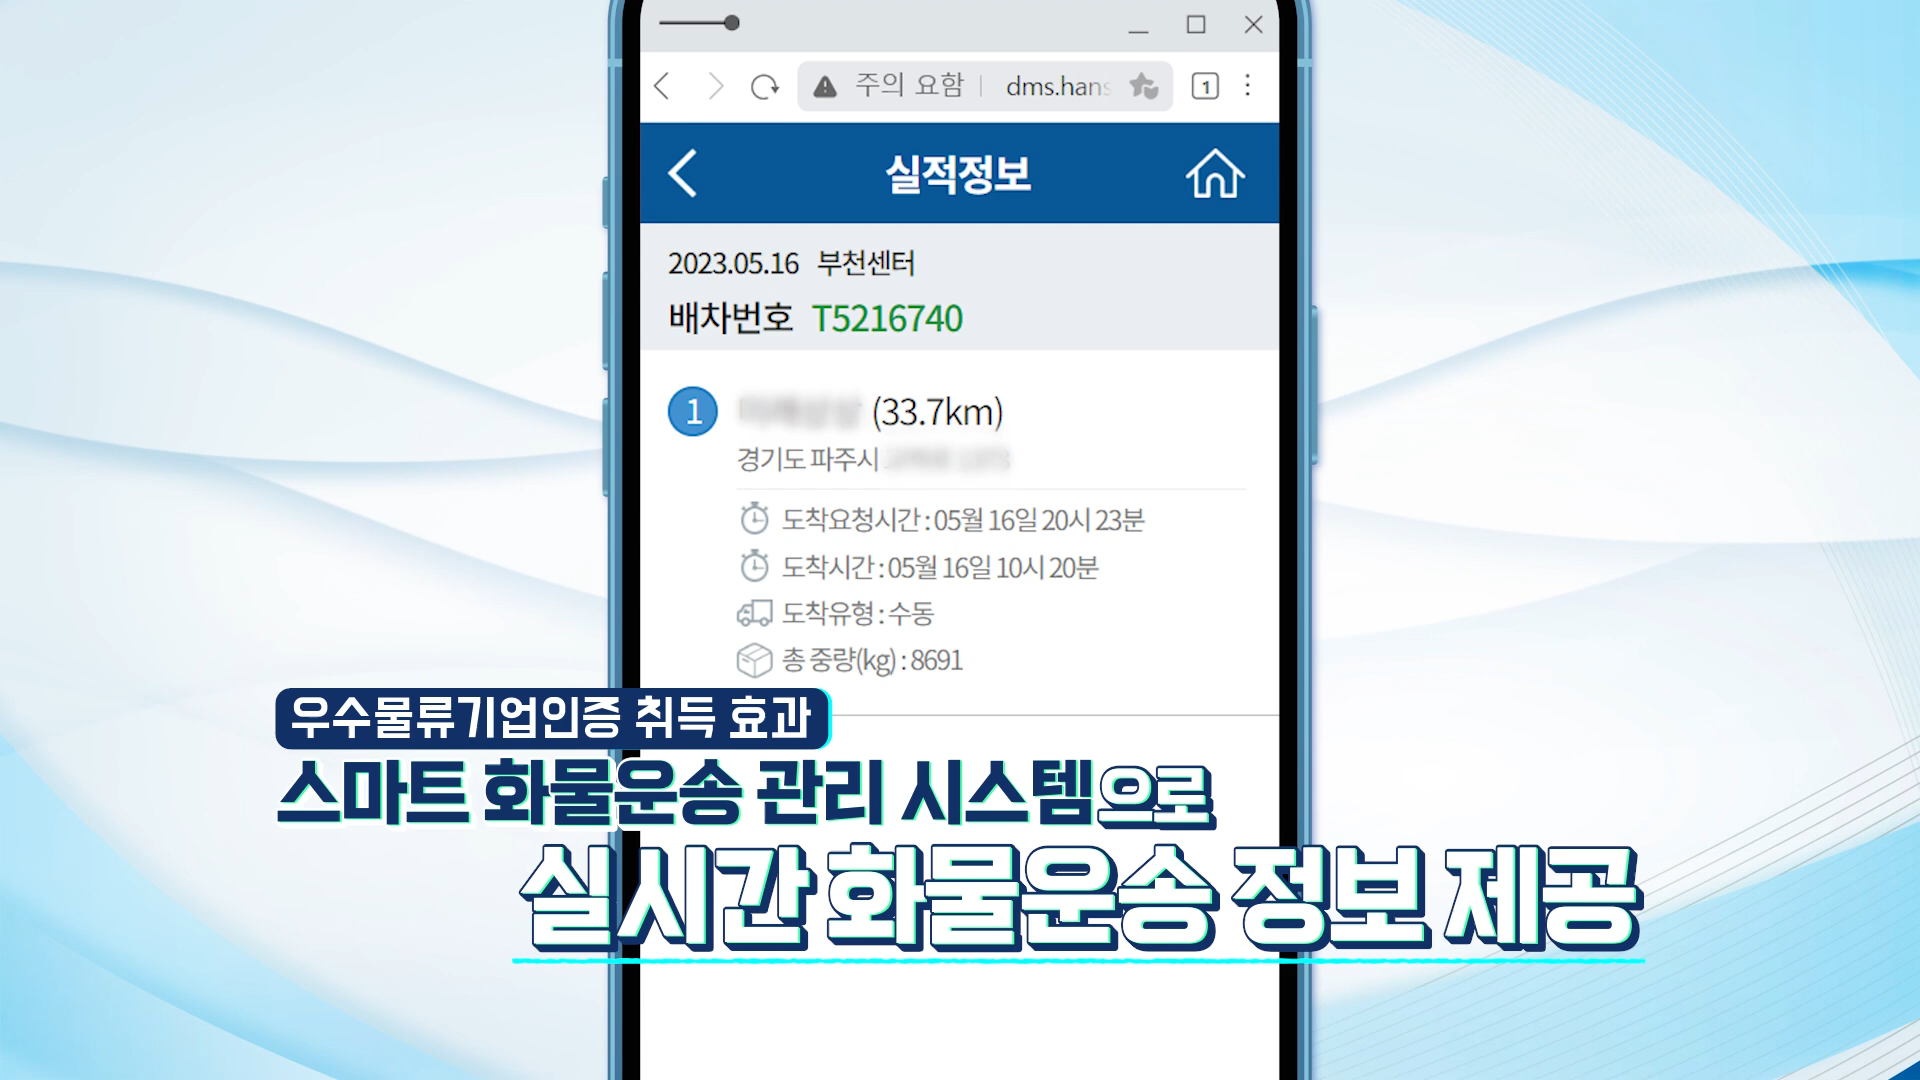 주의 요함 dms.hans
1
실적정보
2023.05.16 부천센터
배차번호 T5216740
1 (33.7km)
경기도 파주시
도착요청시간 : 05월 16일 20시 23분
도착시간 : 05월 16일 10시 20분
도착유형 : 수동
총 중량(kg) : 8691
우수물류기업인증 취득 효과
스마트 화물운송 관리 시스템으로
실시간 화물운송 정보 제공